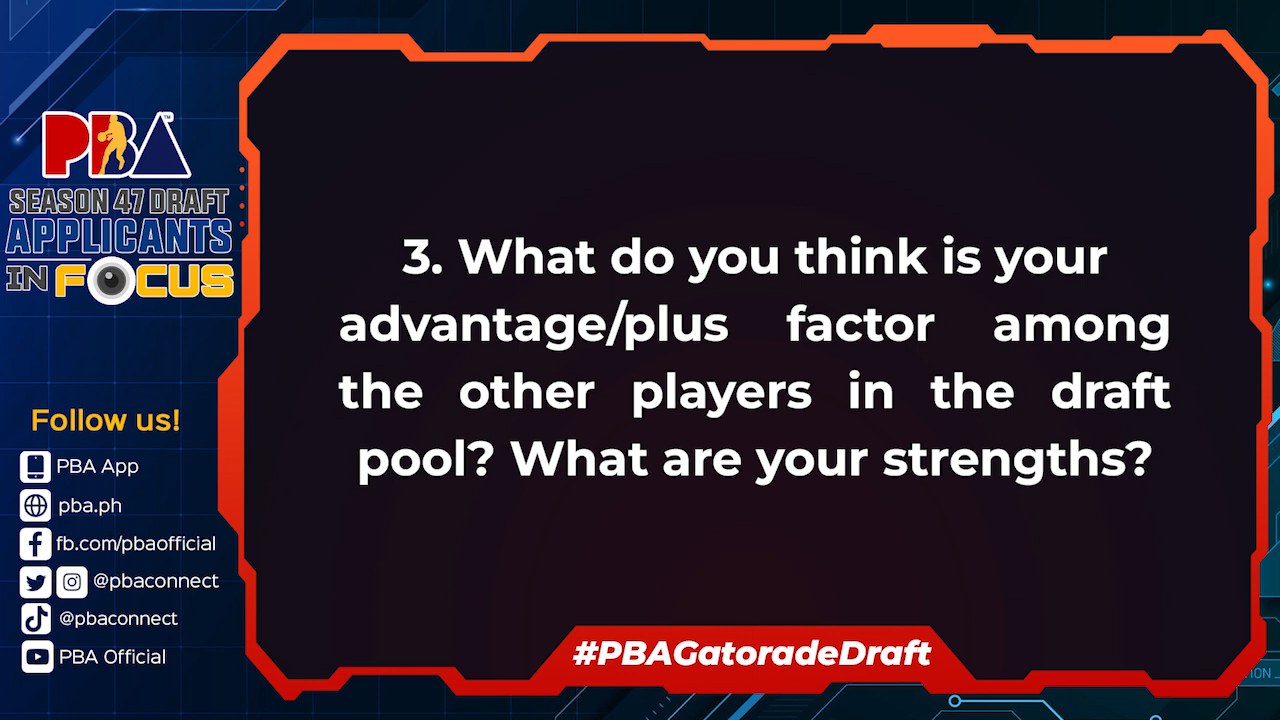 PBA
TM
SEASON 47 DRAFT
APPLICANTS
IN FOCUS
Follow us!
PBA App
pba.ph
fb.com/pbaofficial
@pbaconnect
@pbaconnect
PBA Official
3. What do you think is your
advantage/plus factor among
the other players in the draft
pool? What are your strengths?
#PBAGatoradeDraft